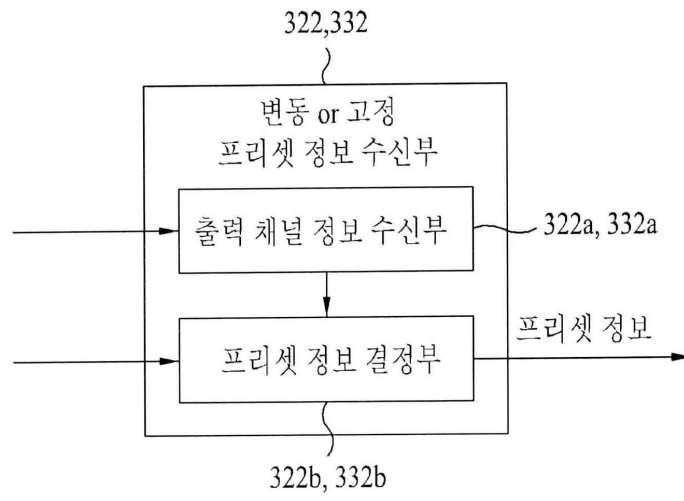 322,332
변동 or 고정
프리셋 정보 수신부
출력 채널 정보 수신부
322a, 332a
프리셋 정보
프리셋 정보 결정부
322b, 332b